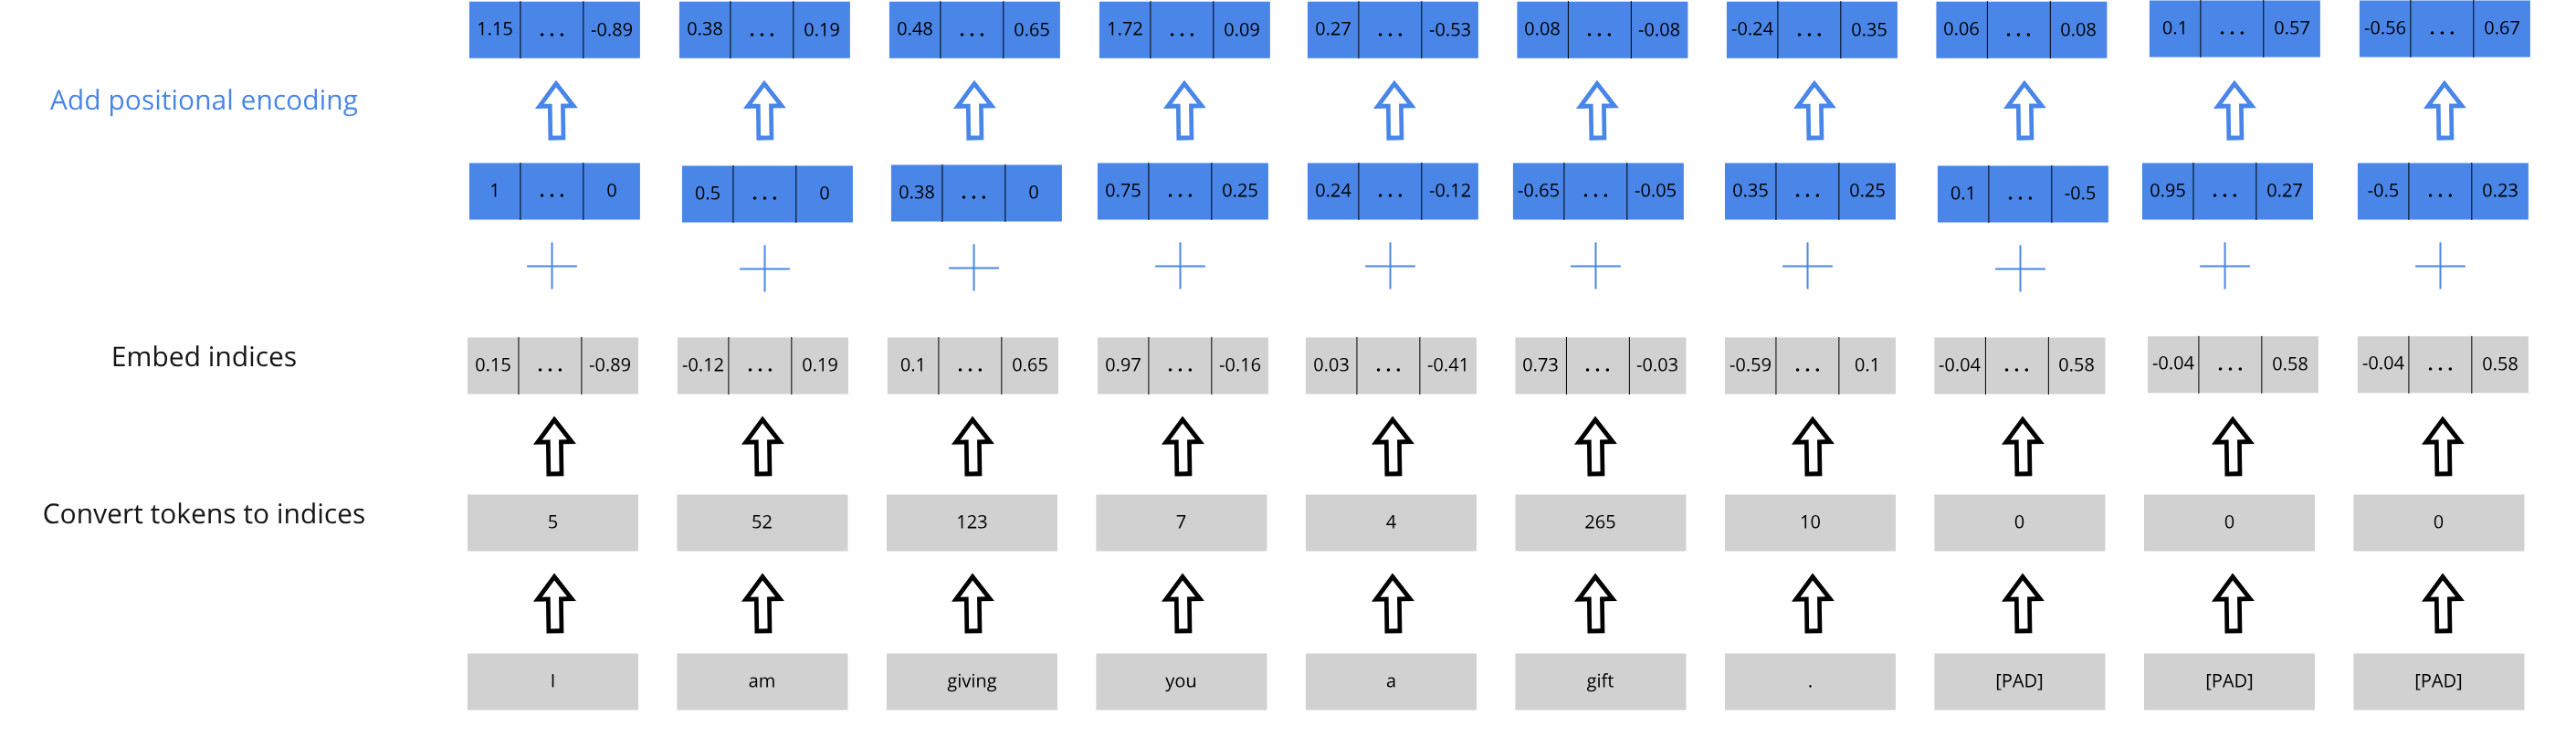 1.15 ... -0.89 0.38 ... 0.19 0.48 ... 0.65 1.72 ... 0.09 0.27 ... -0.53 0.08 ... -0.08 -0.24 ... 0.35 0.06 ... 0.08 0.1 ... 0.57 -0.56 ... 0.67
Add positional encoding
1 ... 0 0.5 ... 0 0.38 ... 0 0.75 ... 0.25 0.24 ... -0.12 -0.65 ... -0.05 0.35 ... 0.25 0.1 ... -0.5 0.95 ... 0.27 -0.5 ... 0.23
Embed indices 0.15 ... -0.89 -0.12 ... 0.19 0.1 ... 0.65 0.97 ... -0.16 0.03 ... -0.41 0.73 ... -0.03 -0.59 ... 0.1 -0.04 ... 0.58 -0.04 ... 0.58 -0.04 ... 0.58
Convert tokens to indices 5 52 123 7 4 265 10 0 0 0
I am giving you a gift . [PAD] [PAD] [PAD]